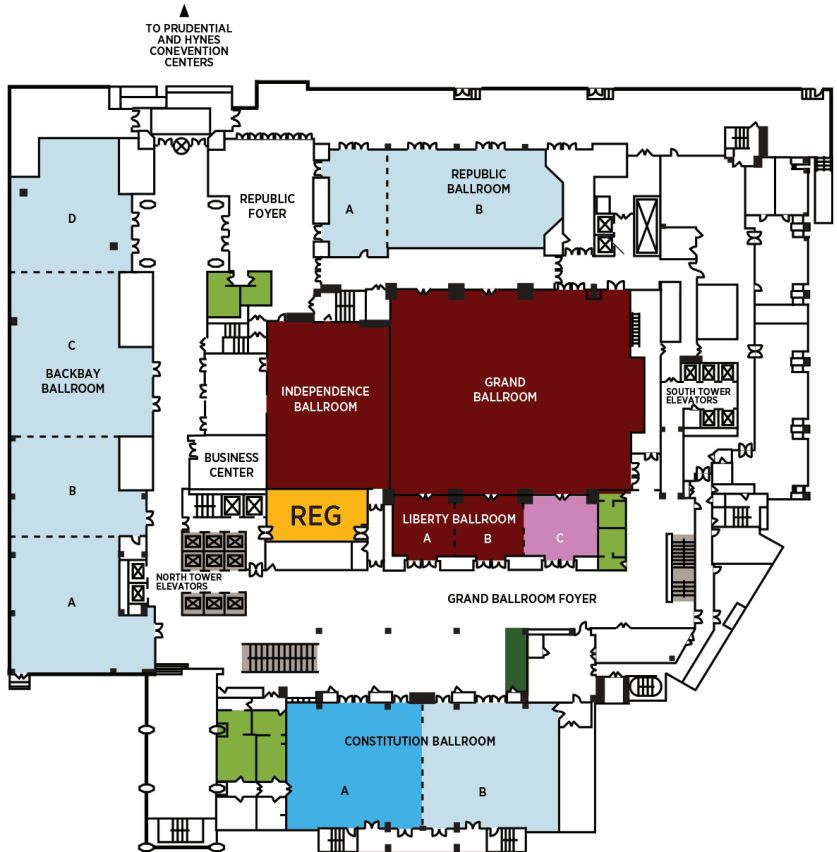 TO PRUDENTIAL
AND HYNES
CONEVENTION
CENTERS
REPUBLIC
BALLROOM
A
B
REPUBLIC
FOYER
D
C
BACKBAY
BALLROOM
INDEPENDENCE
BALLROOM
GRAND
BALLROOM
SOUTH TOWER
ELEVATORS
BUSINESS
CENTER
B
REG
LIBERTY BALLROOM
A
B
C
NORTH TOWER
ELEVATORS
A
GRAND BALLROOM FOYER
CONSTITUTION BALLROOM
A
B